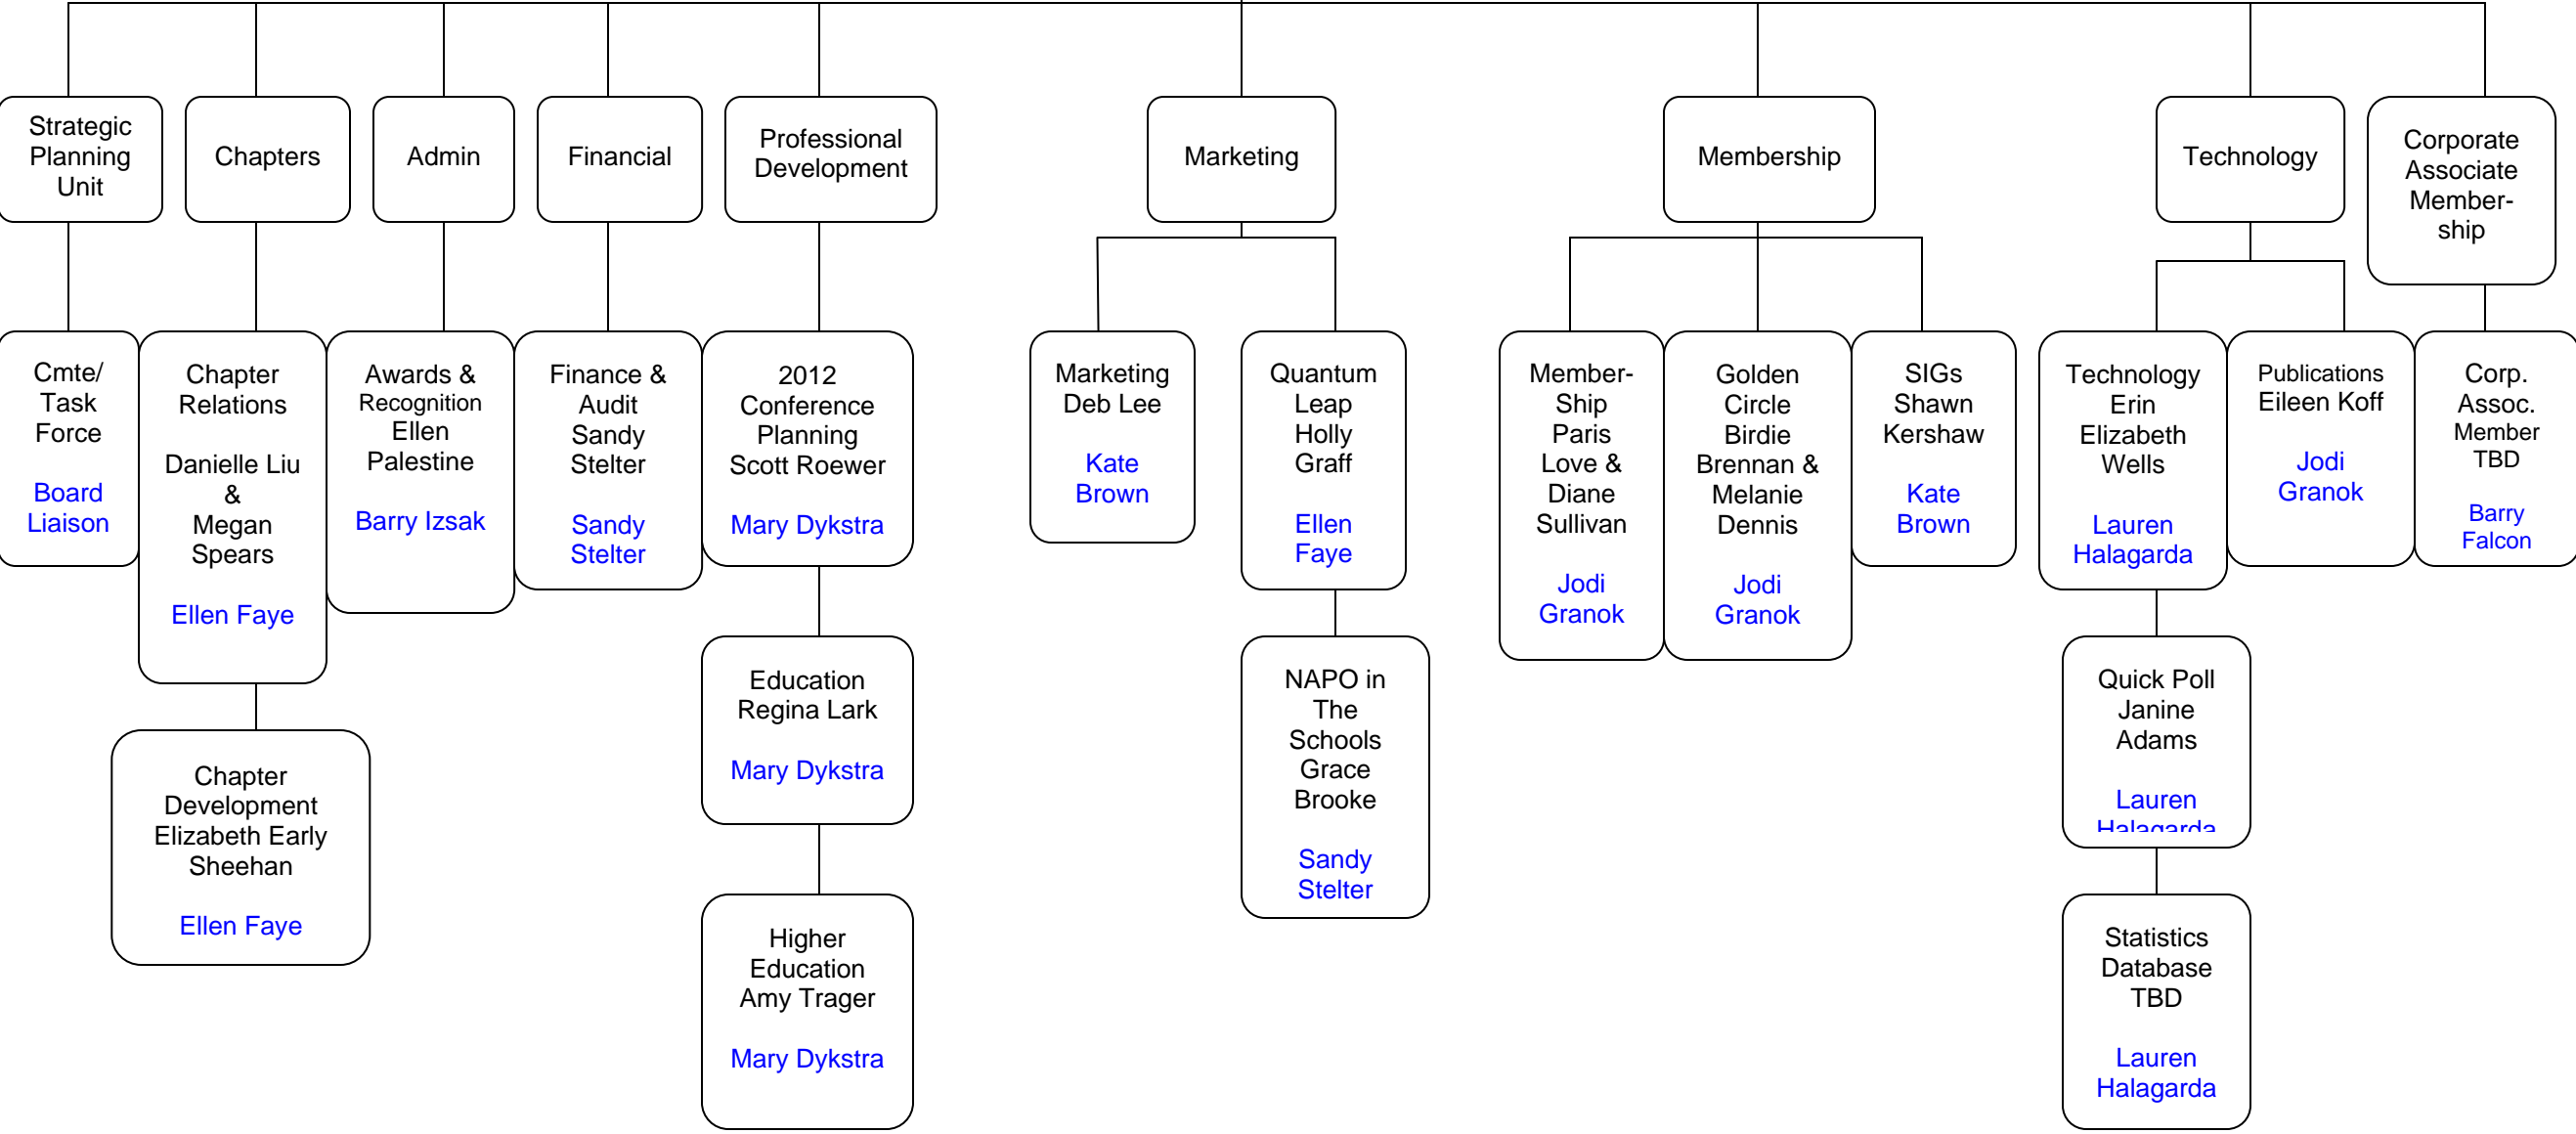 Strategic
Planning
Unit
Chapters
Admin
Financial
Professional
Development
Marketing
Membership
Technology
Corporate
Associate
Member-
ship
Cmte/
Task
Force
Board
Liaison
Chapter
Relations
Danielle Liu
&
Megan
Spears
Ellen Faye
Awards &
Recognition
Ellen
Palestine
Barry Izsak
Finance &
Audit
Sandy
Stelter
Sandy
Stelter
2012
Conference
Planning
Scott Roewer
Mary Dykstra
Marketing
Deb Lee
Kate
Brown
Quantum
Leap
Holly
Graff
Ellen
Faye
Member-
Ship
Paris
Love &
Diane
Sullivan
Jodi
Granok
Golden
Circle
Birdie
Brennan &
Melanie
Dennis
Jodi
Granok
SIGs
Shawn
Kershaw
Kate
Brown
Technology
Erin
Elizabeth
Wells
Lauren
Halagarda
Publications
Eileen Koff
Jodi
Granok
Corp.
Assoc.
Member
TBD
Barry
Falcon
Chapter
Development
Elizabeth Early
Sheehan
Ellen Faye
Education
Regina Lark
Mary Dykstra
NAPO in
The
Schools
Grace
Brooke
Sandy
Stelter
Quick Poll
Janine
Adams
Lauren
Halagarda
Higher
Education
Amy Trager
Mary Dykstra
Statistics
Database
TBD
Lauren
Halagarda